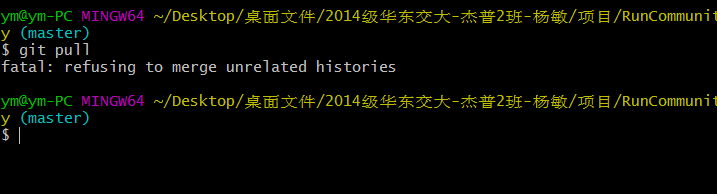 ym@ym-PC MINGW64 ~/Desktop/桌面文件/2014级华东交大-杰普2班-杨敏/项目/RunCommunit
y (master)
$ git pull
fatal: refusing to merge unrelated histories
ym@ym-PC MINGW64 ~/Desktop/桌面文件/2014级华东交大-杰普2班-杨敏/项目/RunCommunit
y (master)
$